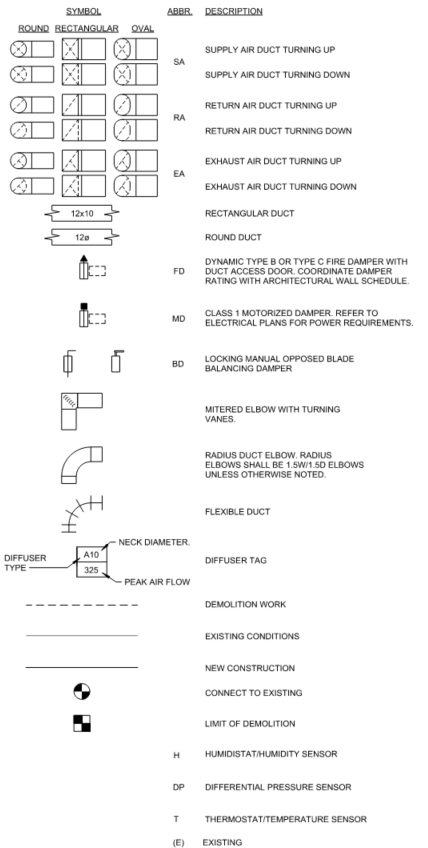 SYMBOL ABBR. DESCRIPTION
ROUND RECTANGULAR OVAL
SUPPLY AIR DUCT TURNING UP
SA
SUPPLY AIR DUCT TURNING DOWN
RETURN AIR DUCT TURNING UP
RA
RETURN AIR DUCT TURNING DOWN
EXHAUST AIR DUCT TURNING UP
EA
EXHAUST AIR DUCT TURNING DOWN
12x10 RECTANGULAR DUCT
12ø ROUND DUCT
FD DYNAMIC TYPE B OR TYPE C FIRE DAMPER WITH
DUCT ACCESS DOOR. COORDINATE DAMPER
RATING WITH ARCHITECTURAL WALL SCHEDULE.
MD CLASS 1 MOTORIZED DAMPER. REFER TO
ELECTRICAL PLANS FOR POWER REQUIREMENTS.
BD LOCKING MANUAL OPPOSED BLADE
BALANCING DAMPER
MITERED ELBOW WITH TURNING
VANES.
RADIUS DUCT ELBOW. RADIUS
ELBOWS SHALL BE 1.5W/1.5D ELBOWS
UNLESS OTHERWISE NOTED.
FLEXIBLE DUCT
NECK DIAMETER.
DIFFUSER
TYPE
A10
325
PEAK AIR FLOW
DIFFUSER TAG
DEMOLITION WORK
EXISTING CONDITIONS
NEW CONSTRUCTION
CONNECT TO EXISTING
LIMIT OF DEMOLITION
H HUMIDISTAT/HUMIDITY SENSOR
DP DIFFERENTIAL PRESSURE SENSOR
T THERMOSTAT/TEMPERATURE SENSOR
(E) EXISTING